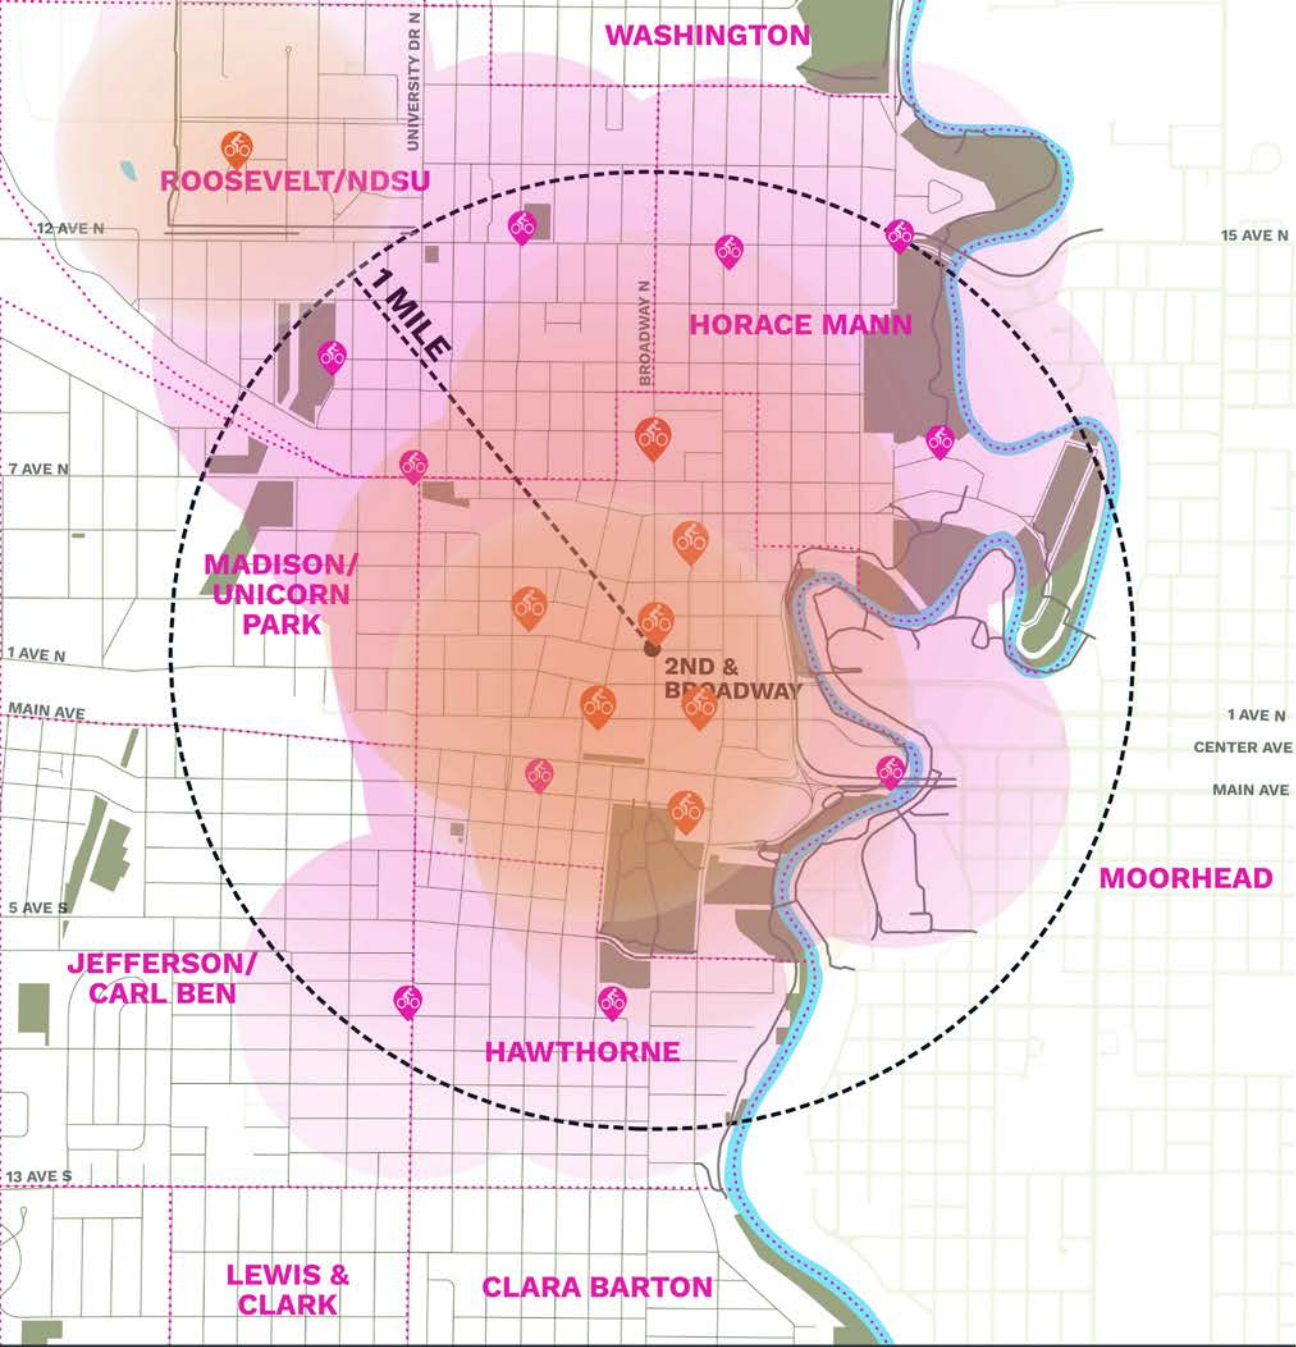 WASHINGTON
UNIVERSITY DR N
ROOSEVELT/NDSU
12 AVE N
15 AVE N
1 MILE
BROADWAY N
HORACE MANN
7 AVE N
MADISON/
UNICORN
PARK
1 AVE N
2ND &
BROADWAY
MAIN AVE
1 AVE N
CENTER AVE
MAIN AVE
MOORHEAD
5 AVE S
JEFFERSON/
CARL BEN
HAWTHORNE
13 AVE S
LEWIS &
CLARK
CLARA BARTON